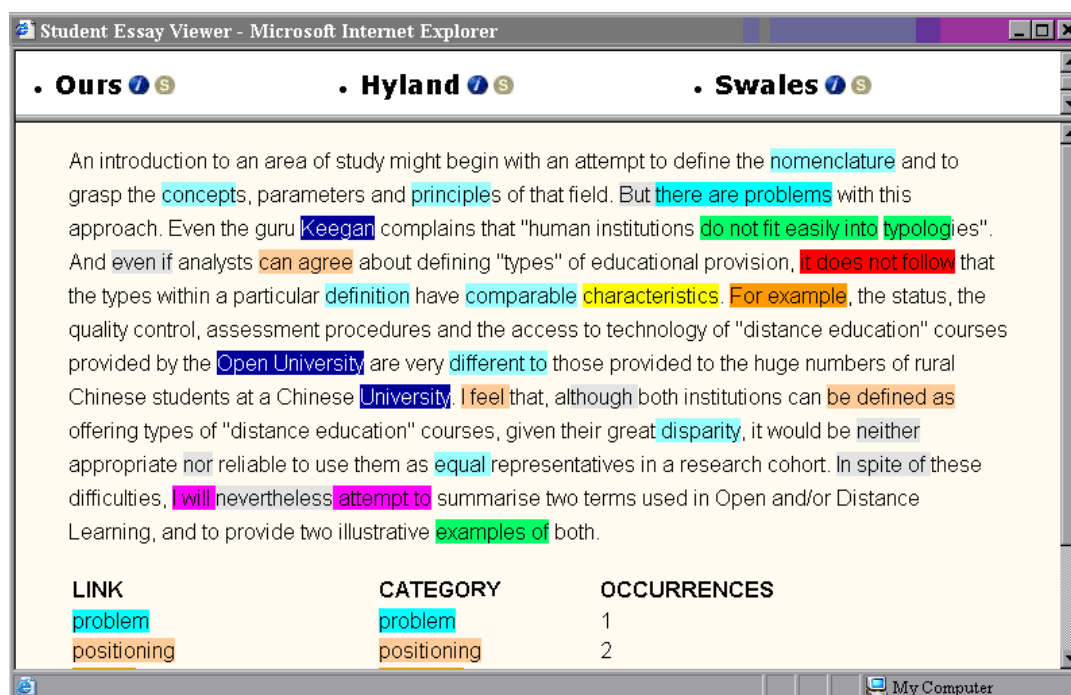 Student Essay Viewer - Microsoft Internet Explorer
• Ours i S • Hyland i S • Swales i S
An introduction to an area of study might begin with an attempt to define the nomenclature and to
grasp the concepts, parameters and principles of that field. But there are problems with this
approach. Even the guru Keegan complains that "human institutions do not fit easily into typologies".
And even if analysts can agree about defining "types" of educational provision, it does not follow that
the types within a particular definition have comparable characteristics. For example, the status, the
quality control, assessment procedures and the access to technology of "distance education" courses
provided by the Open University are very different to those provided to the huge numbers of rural
Chinese students at a Chinese University. I feel that, although both institutions can be defined as
offering types of "distance education" courses, given their great disparity, it would be neither
appropriate nor reliable to use them as equal representatives in a research cohort. In spite of these
difficulties, I will nevertheless attempt to summarise two terms used in Open and/or Distance
Learning, and to provide two illustrative examples of both.
LINK CATEGORY OCCURRENCES
problem problem 1
positioning positioning 2
My Computer